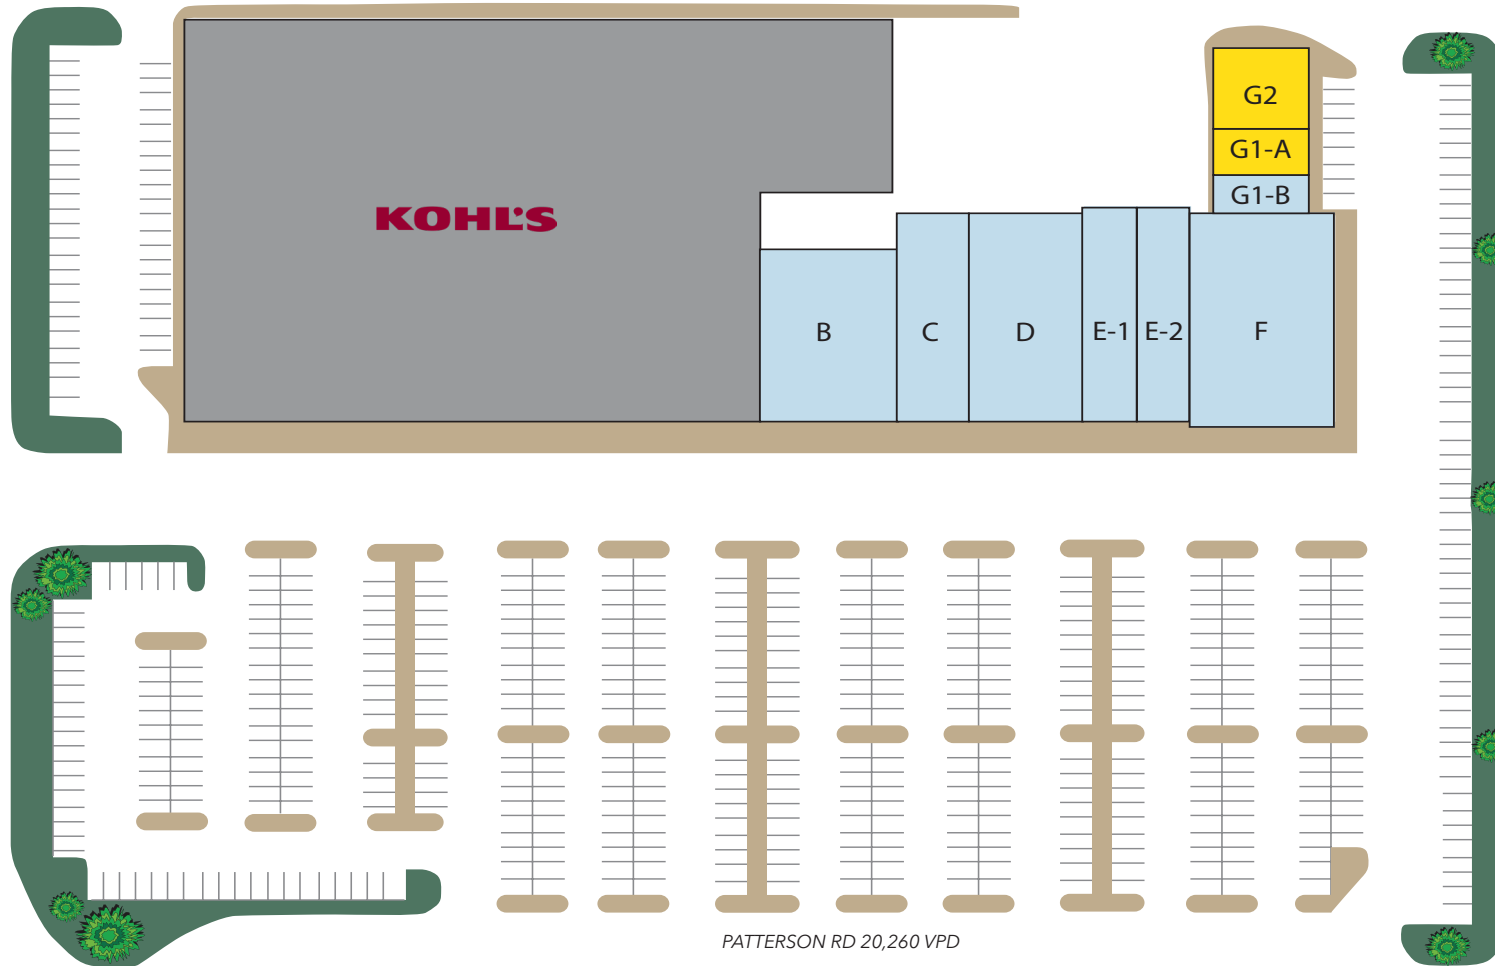 G2
G1-A
G1-B
KOHL'S
B
C
D
E-1
E-2
F
PATTERSON RD 20,260 VPD